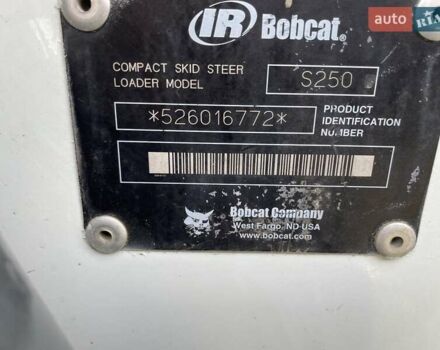 IR Bobcat®
auto RIA
COMPACT SKID STEER
LOADER MODEL
S250
*526016772*
PRODUCT
IDENTIFICATION
NUMBER
Bobcat Company
West Fargo, ND USA
www.bobcat.com